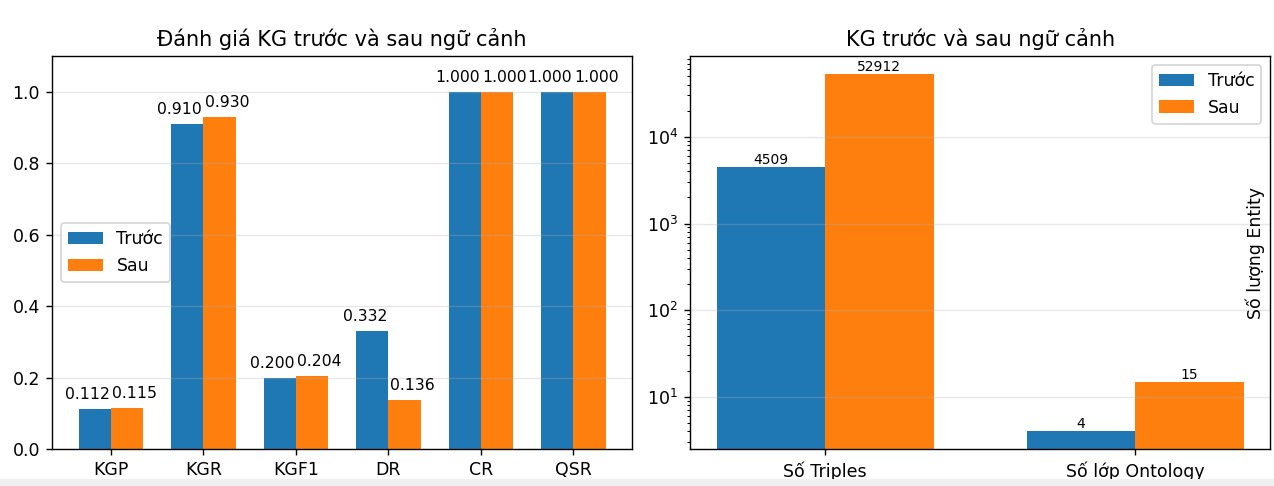 Đánh giá KG trước và sau ngữ cảnh
1.0
0.8
0.6
0.4
0.2
0.0
0.112 0.115
0.910 0.930
0.200 0.204
0.332 0.136
1.000 1.000
1.000 1.000
Trước
Sau
KGP KGR KGF1 DR CR QSR
KG trước và sau ngữ cảnh
10⁴
10³
10² 
10¹
4509 52912
4 15
Trước
Sau
Số lượng Entity
Số Triples Số lớp Ontology